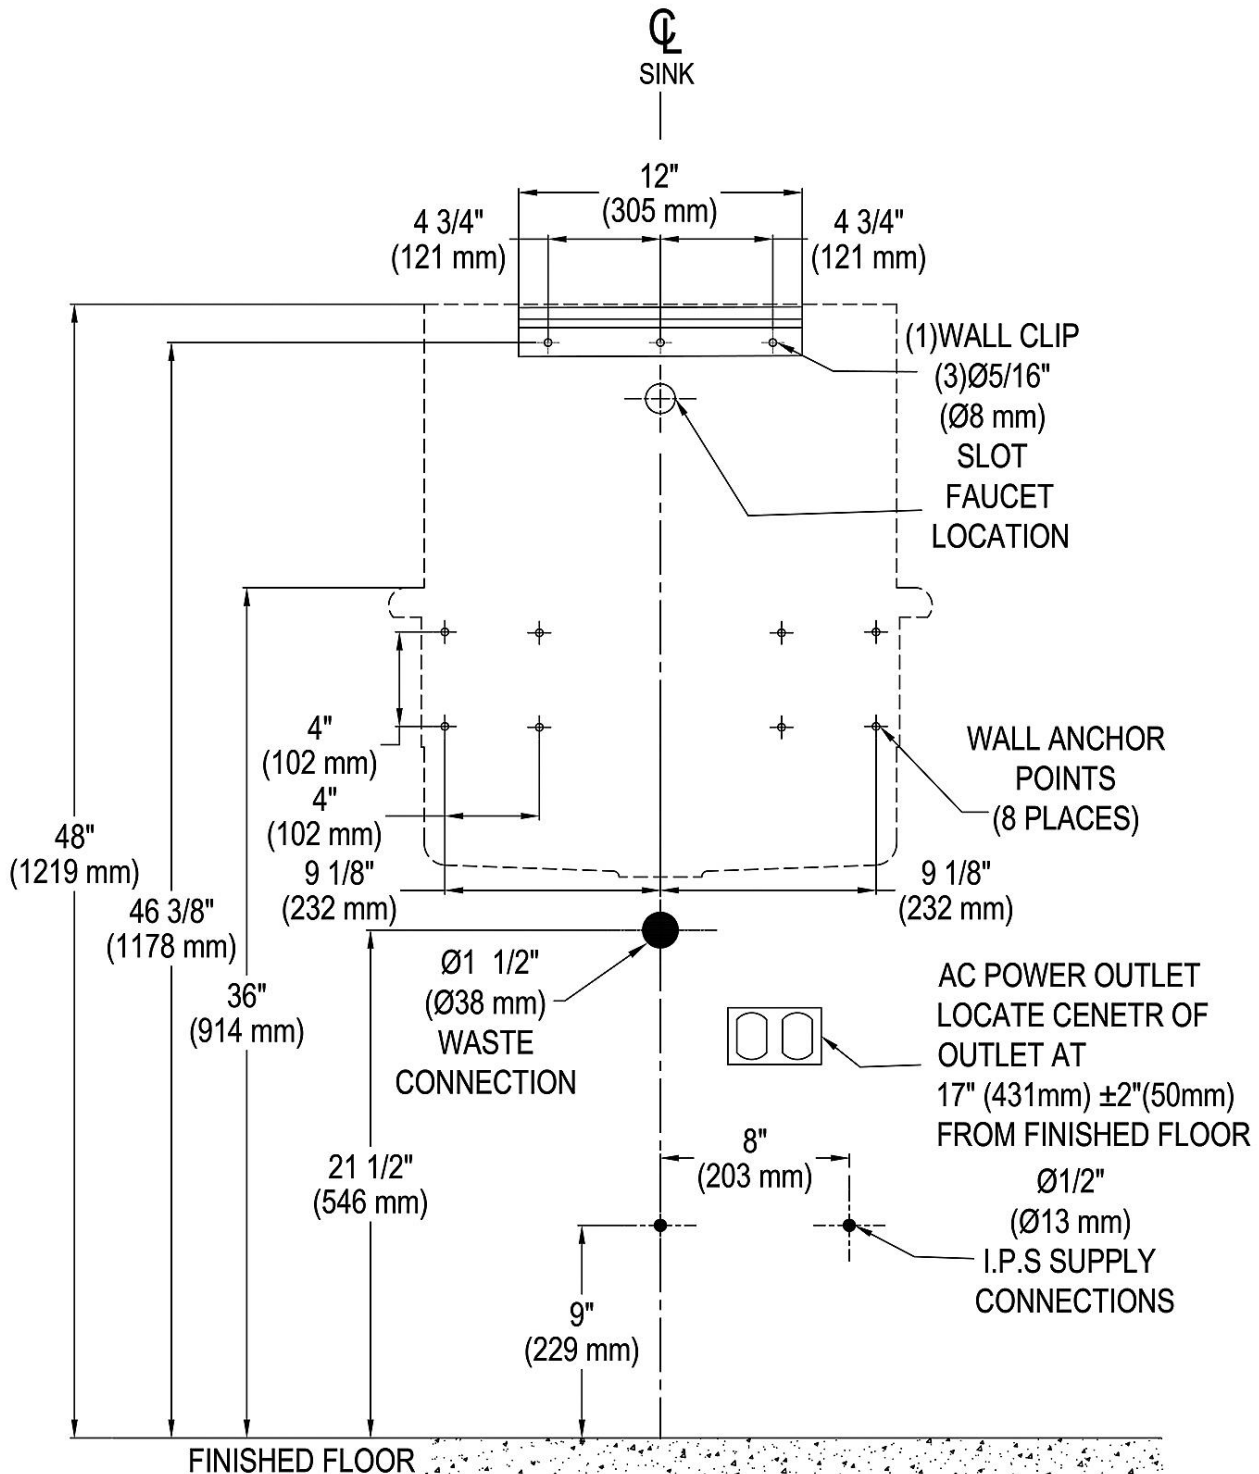 ℄
SINK
12"
(305 mm)
4 3/4"
(121 mm)
4 3/4"
(121 mm)
(1)WALL CLIP
(3)Ø5/16"
(Ø8 mm)
SLOT
FAUCET
LOCATION
4"
(102 mm)
4"
(102 mm)
WALL ANCHOR
POINTS
(8 PLACES)
48"
(1219 mm)
9 1/8"
(232 mm)
9 1/8"
(232 mm)
46 3/8"
(1178 mm)
36"
(914 mm)
Ø1 1/2"
(Ø38 mm)
WASTE
CONNECTION
AC POWER OUTLET
LOCATE CENETR OF
OUTLET AT
17" (431mm) ±2"(50mm)
FROM FINISHED FLOOR
21 1/2"
(546 mm)
8"
(203 mm)
Ø1/2"
(Ø13 mm)
I.P.S SUPPLY
CONNECTIONS
9"
(229 mm)
FINISHED FLOOR